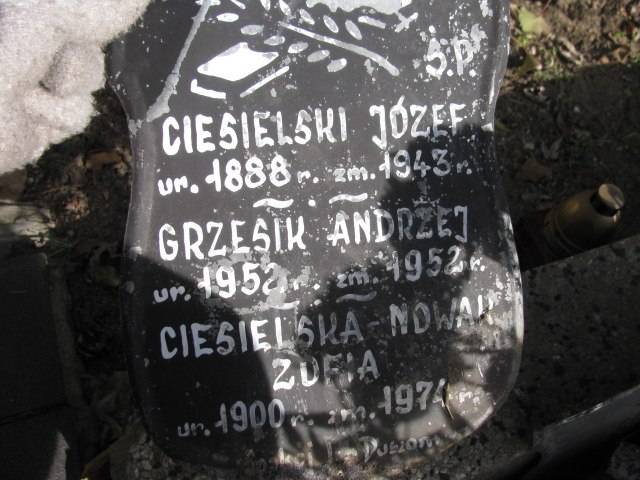 Ś.P.
CIESIELSKI JÓZEF
ur. 1888 r. zm. 1943 r.
GRZESIK ANDRZEJ
ur. 1952 r. zm. 1952 r.
CIESIELSKA-NOWAK
ZOFIA
ur. 1900 r. zm. 1974 r.